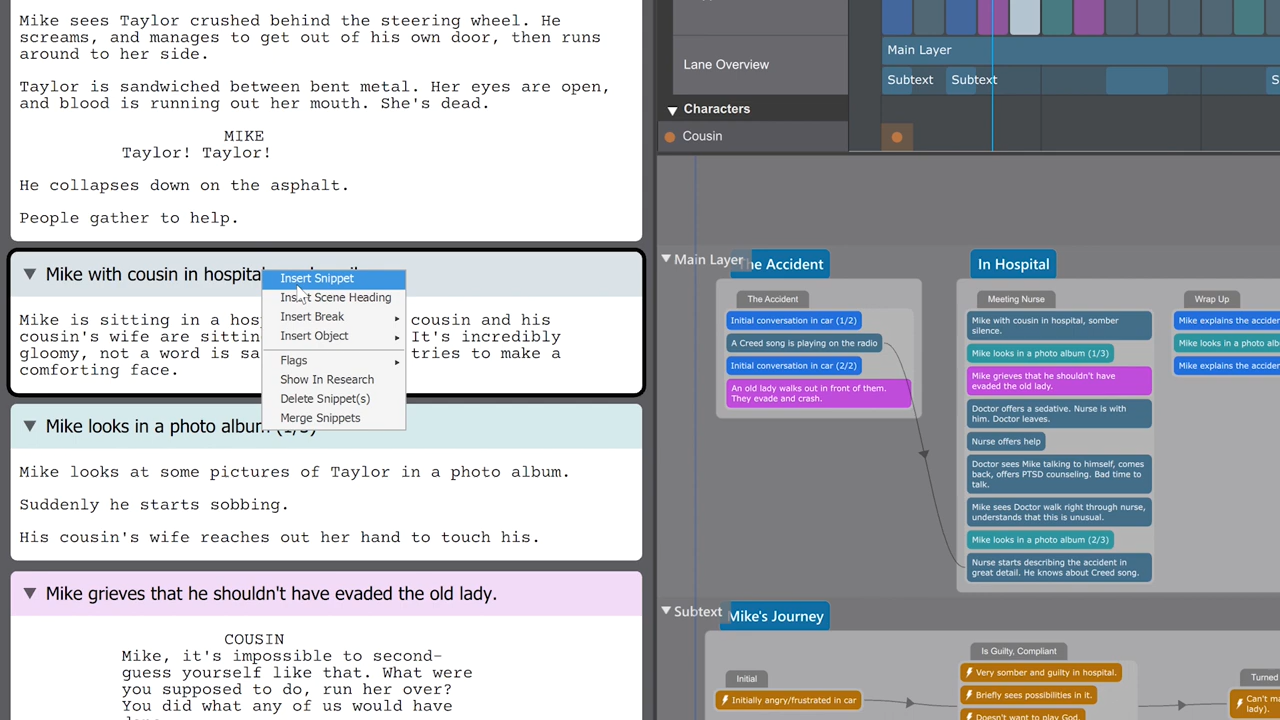 Mike sees Taylor crushed behind the steering wheel. He
screams, and manages to get out of his own door, then runs
around to her side.
Taylor is sandwiched between bent metal. Her eyes are open,
and blood is running out her mouth. She's dead.
MIKE
Taylor! Taylor!
He collapses down on the asphalt.
People gather to help.
Mike with cousin in hospital
Mike is sitting in a hos cousin and his
cousin's wife are sittin It's incredibly
gloomy, not a word is sa tries to make a
comforting face.
Insert Snippet
Insert Scene Heading
Insert Break
Insert Object
Flags
Show In Research
Delete Snippet(s)
Merge Snippets
Mike looks in a photo album (1/3)
Mike looks at some pictures of Taylor in a photo album.
Suddenly he starts sobbing.
His cousin's wife reaches out her hand to touch his.
Mike grieves that he shouldn't have evaded the old lady.
COUSIN
Mike, it's impossible to second-
guess yourself like that. What were
you supposed to do, run her over?
You did what any of us would have
Lane Overview
Characters
Cousin
Main Layer
Subtext
Subtext
S
Main Layer
The Accident
The Accident
Initial conversation in car (1/2)
A Creed song is playing on the radio
Initial conversation in car (2/2)
An old lady walks out in front of them.
They evade and crash.
In Hospital
Meeting Nurse
Mike with cousin in hospital, somber
silence.
Mike looks in a photo album (1/3)
Mike grieves that he shouldn't have
evaded the old lady.
Doctor offers a sedative. Nurse is with
him. Doctor leaves.
Nurse offers help
Doctor sees Mike talking to himself, comes
back, offers PTSD counseling. Bad time to
talk.
Mike sees Doctor walk right through nurse,
understands that this is unusual.
Mike looks in a photo album (2/3)
Nurse starts describing the accident in
great detail. He knows about Creed song.
Wrap Up
Mike explains the acciden
Mike looks in a photo alb
Mike explains the acciden
Subtext
Mike's Journey
Initial
Initially angry/frustrated in car
Is Guilty, Compliant
Very somber and guilty in hospital.
Briefly sees possibilities in it.
Doesn't want to play God.
Turned
Can't ma
lady).